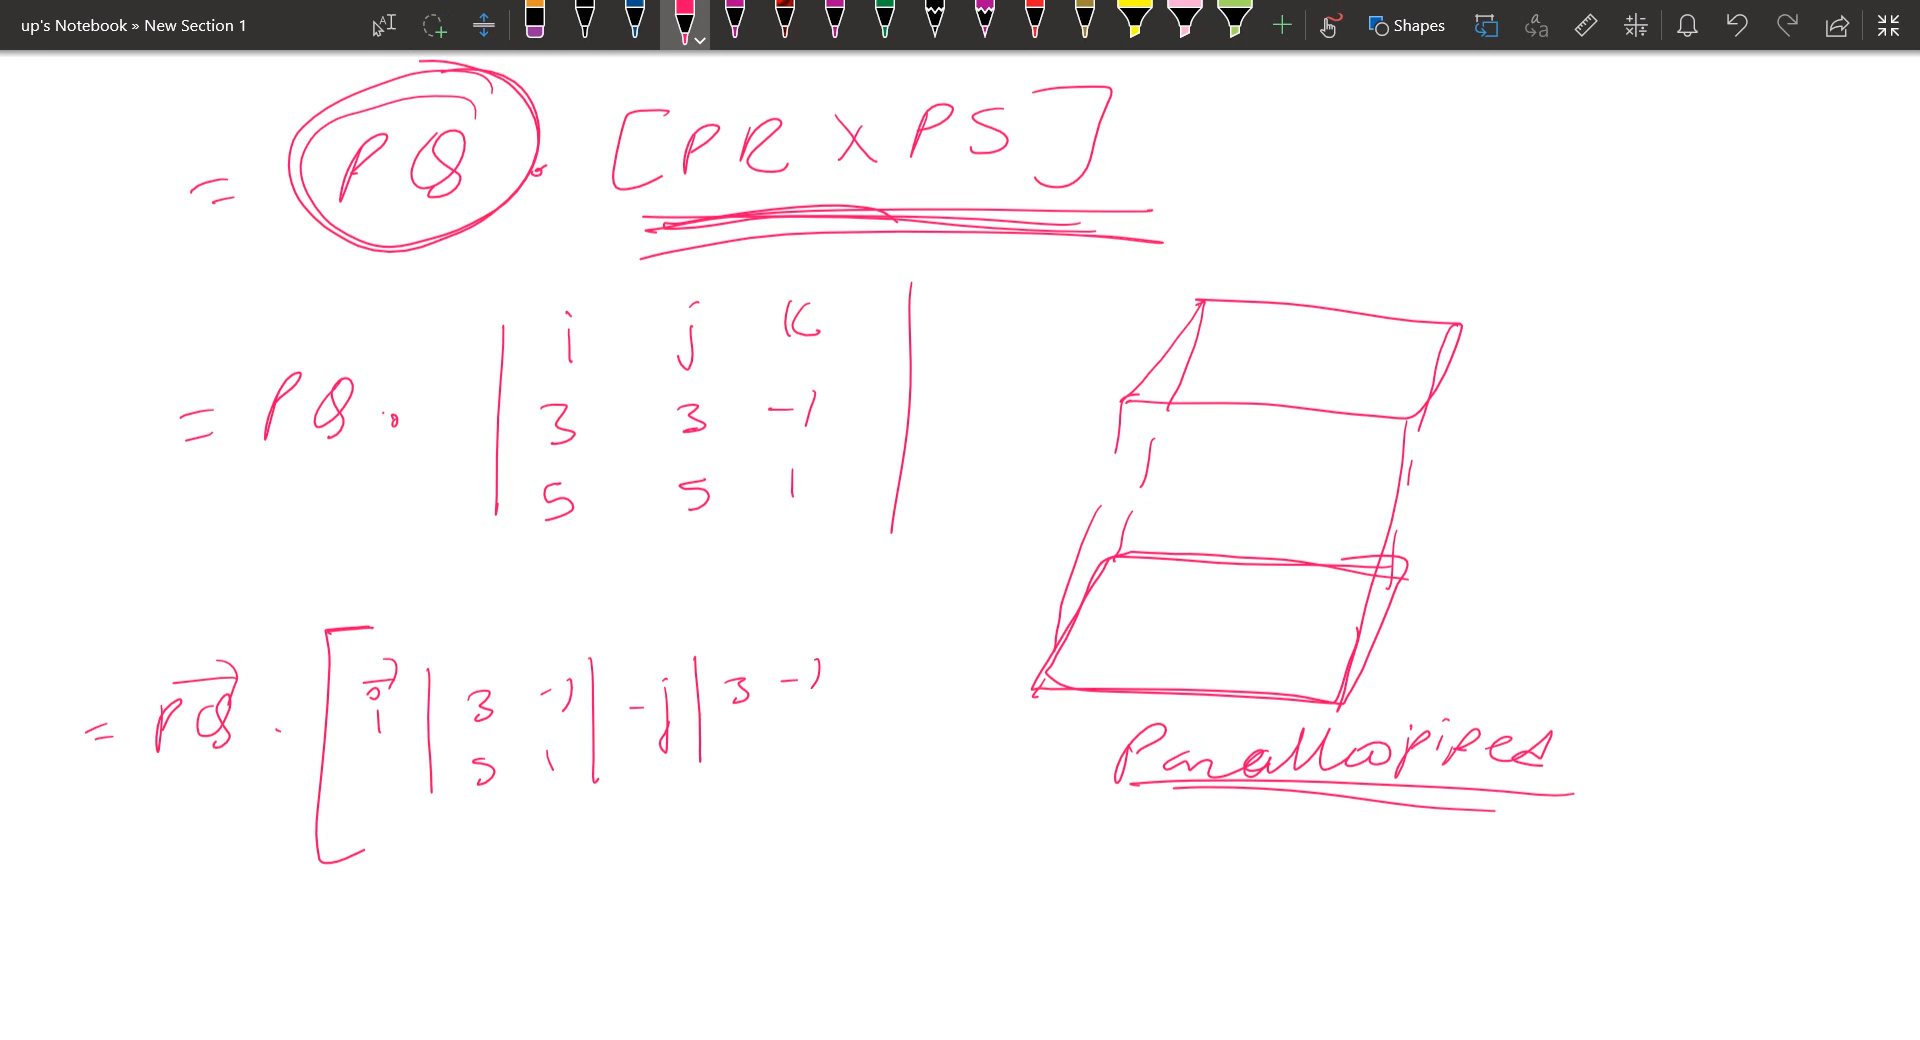 up's Notebook » New Section 1
Shapes
= PQ . [PR X PS]
= PQ .
i j k
3 3 -1
5 5 1
= PQ . [ i | 3 -1 | - j | 3 -1
5 1
Parallopiped